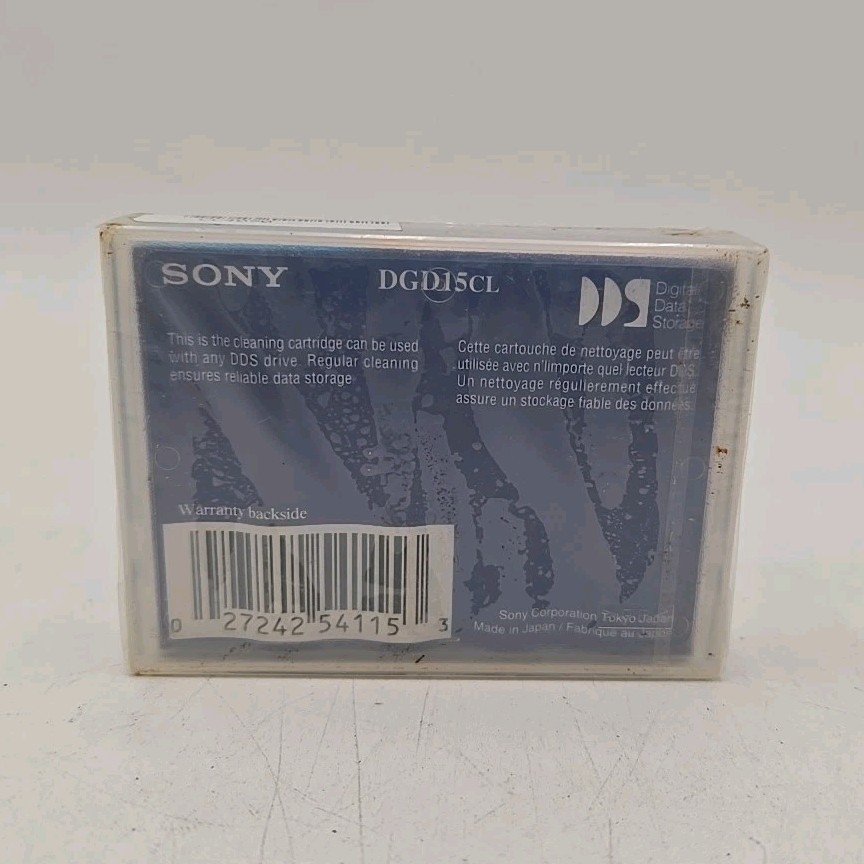 SONY
DGD15CL
DDS
Digital
Data
Storage
This is the cleaning cartridge can be used
with any DDS drive. Regular cleaning
ensures reliable data storage
Cette cartouche de nettoyage peut être
utilisée avec n'limporte quel lecteur DDS.
Un nettoyage régulièrement effectué
assure un stockage fiable des données.
Warranty backside
0 27242 54115 3
Sony Corporation Tokyo Japan
Made in Japan / Fabriqué au Japon